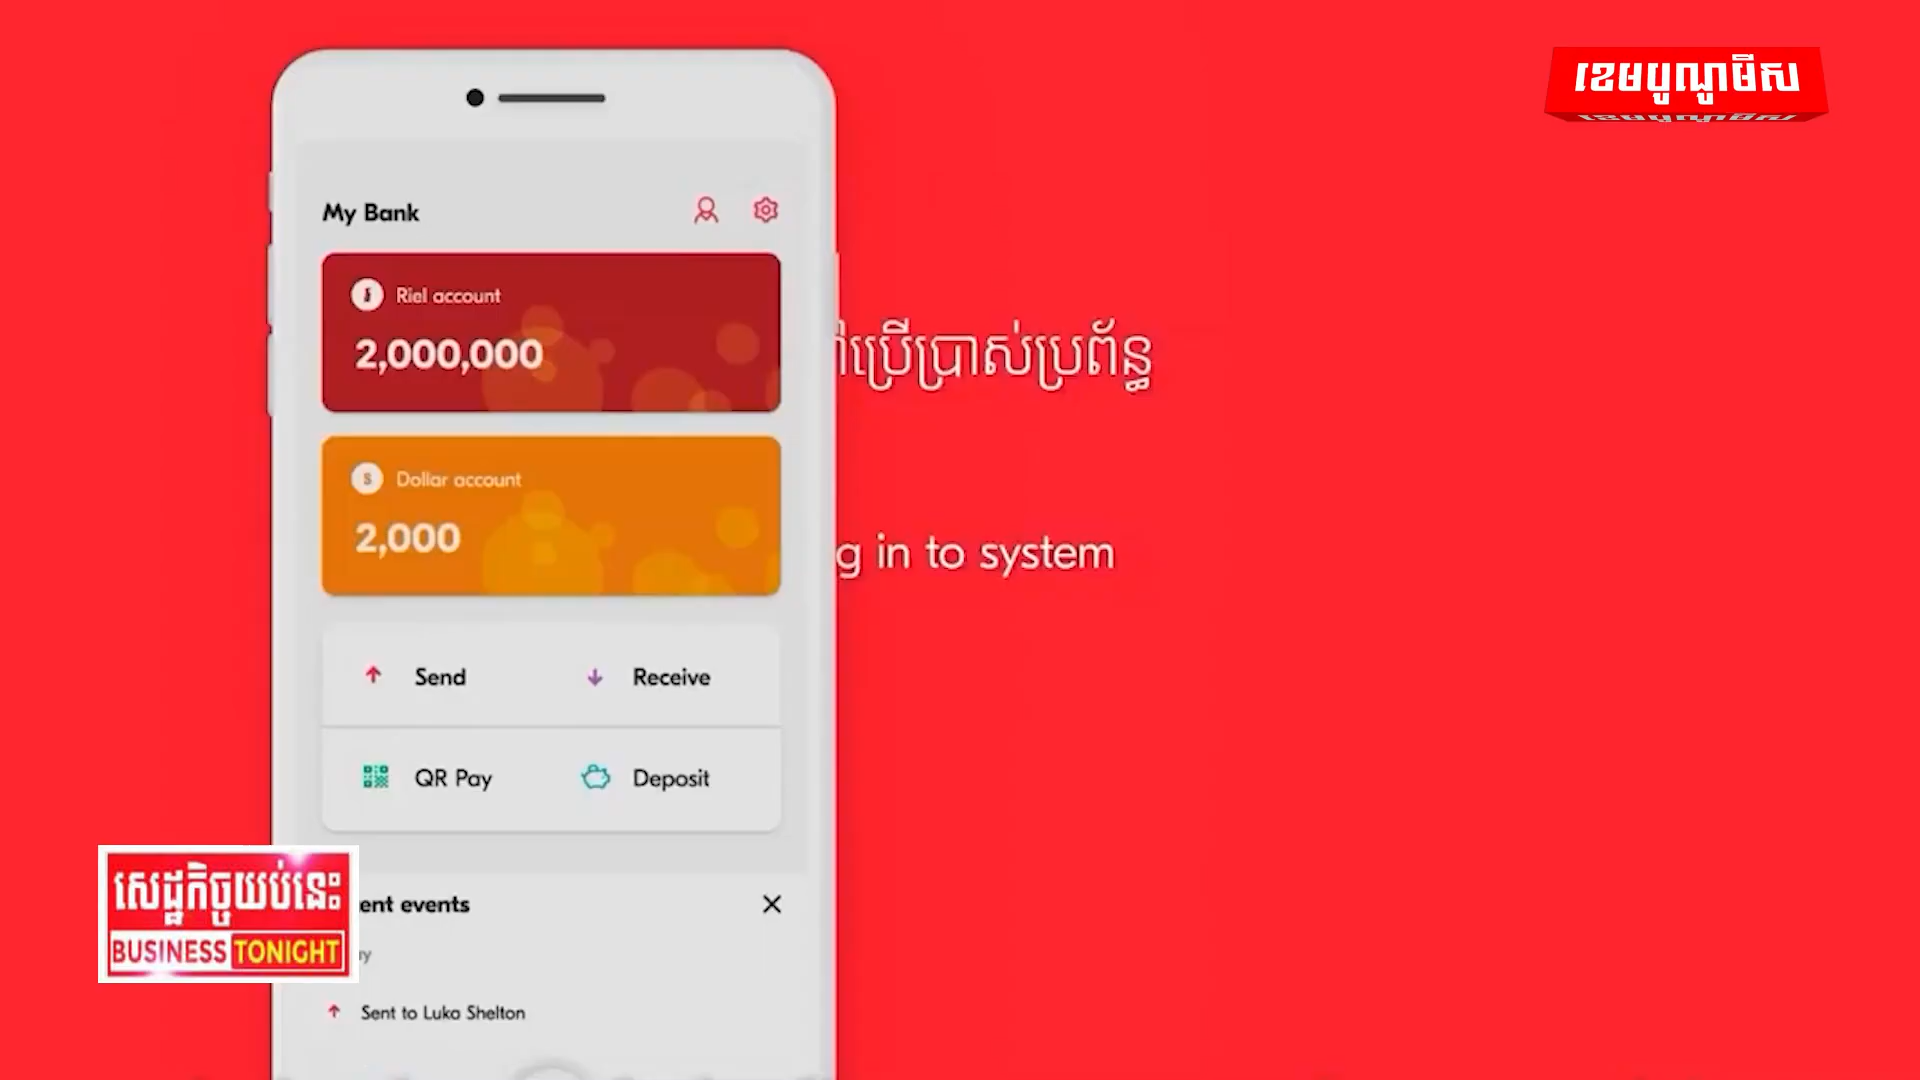 ខេមបូណូមីស
My Bank
Riel account
2,000,000
ប្រើប្រាស់ប្រព័ន្ធ
Dollar account
2,000
g in to system
Send
Receive
QR Pay
Deposit
សេដ្ឋកិច្ចយប់នេះ
BUSINESS TONIGHT
ent events
ry
Sent to Luka Shelton